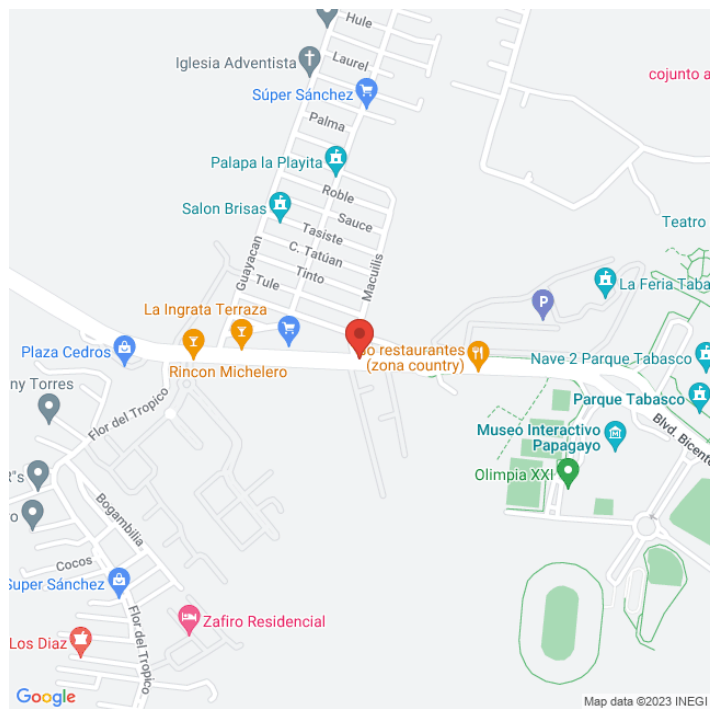 Hule
Iglesia Adventista
Laurel
cojunto a
Súper Sánchez
Palma
Palapa la Playita
Roble
Salon Brisas
Sauce
Teatro
Tasiste
C. Tatúan
Guayacan
Tinto
Macuilis
Tule
La Feria Taba
P
La Ingrata Terraza
restaurantes
(zona country)
Plaza Cedros
Rincon Michelero
Nave 2 Parque Tabasco
ny Torres
Parque Tabasco
Flor del Tropico
Blvd. Bicente
Museo Interactivo
Papagayo
R"s
Olimpia XXI
o
Bogambilia
Cocos
Super Sánchez
Zafiro Residencial
Flor del Tropico
Los Diaz
Google
Map data ©2023 INEGI